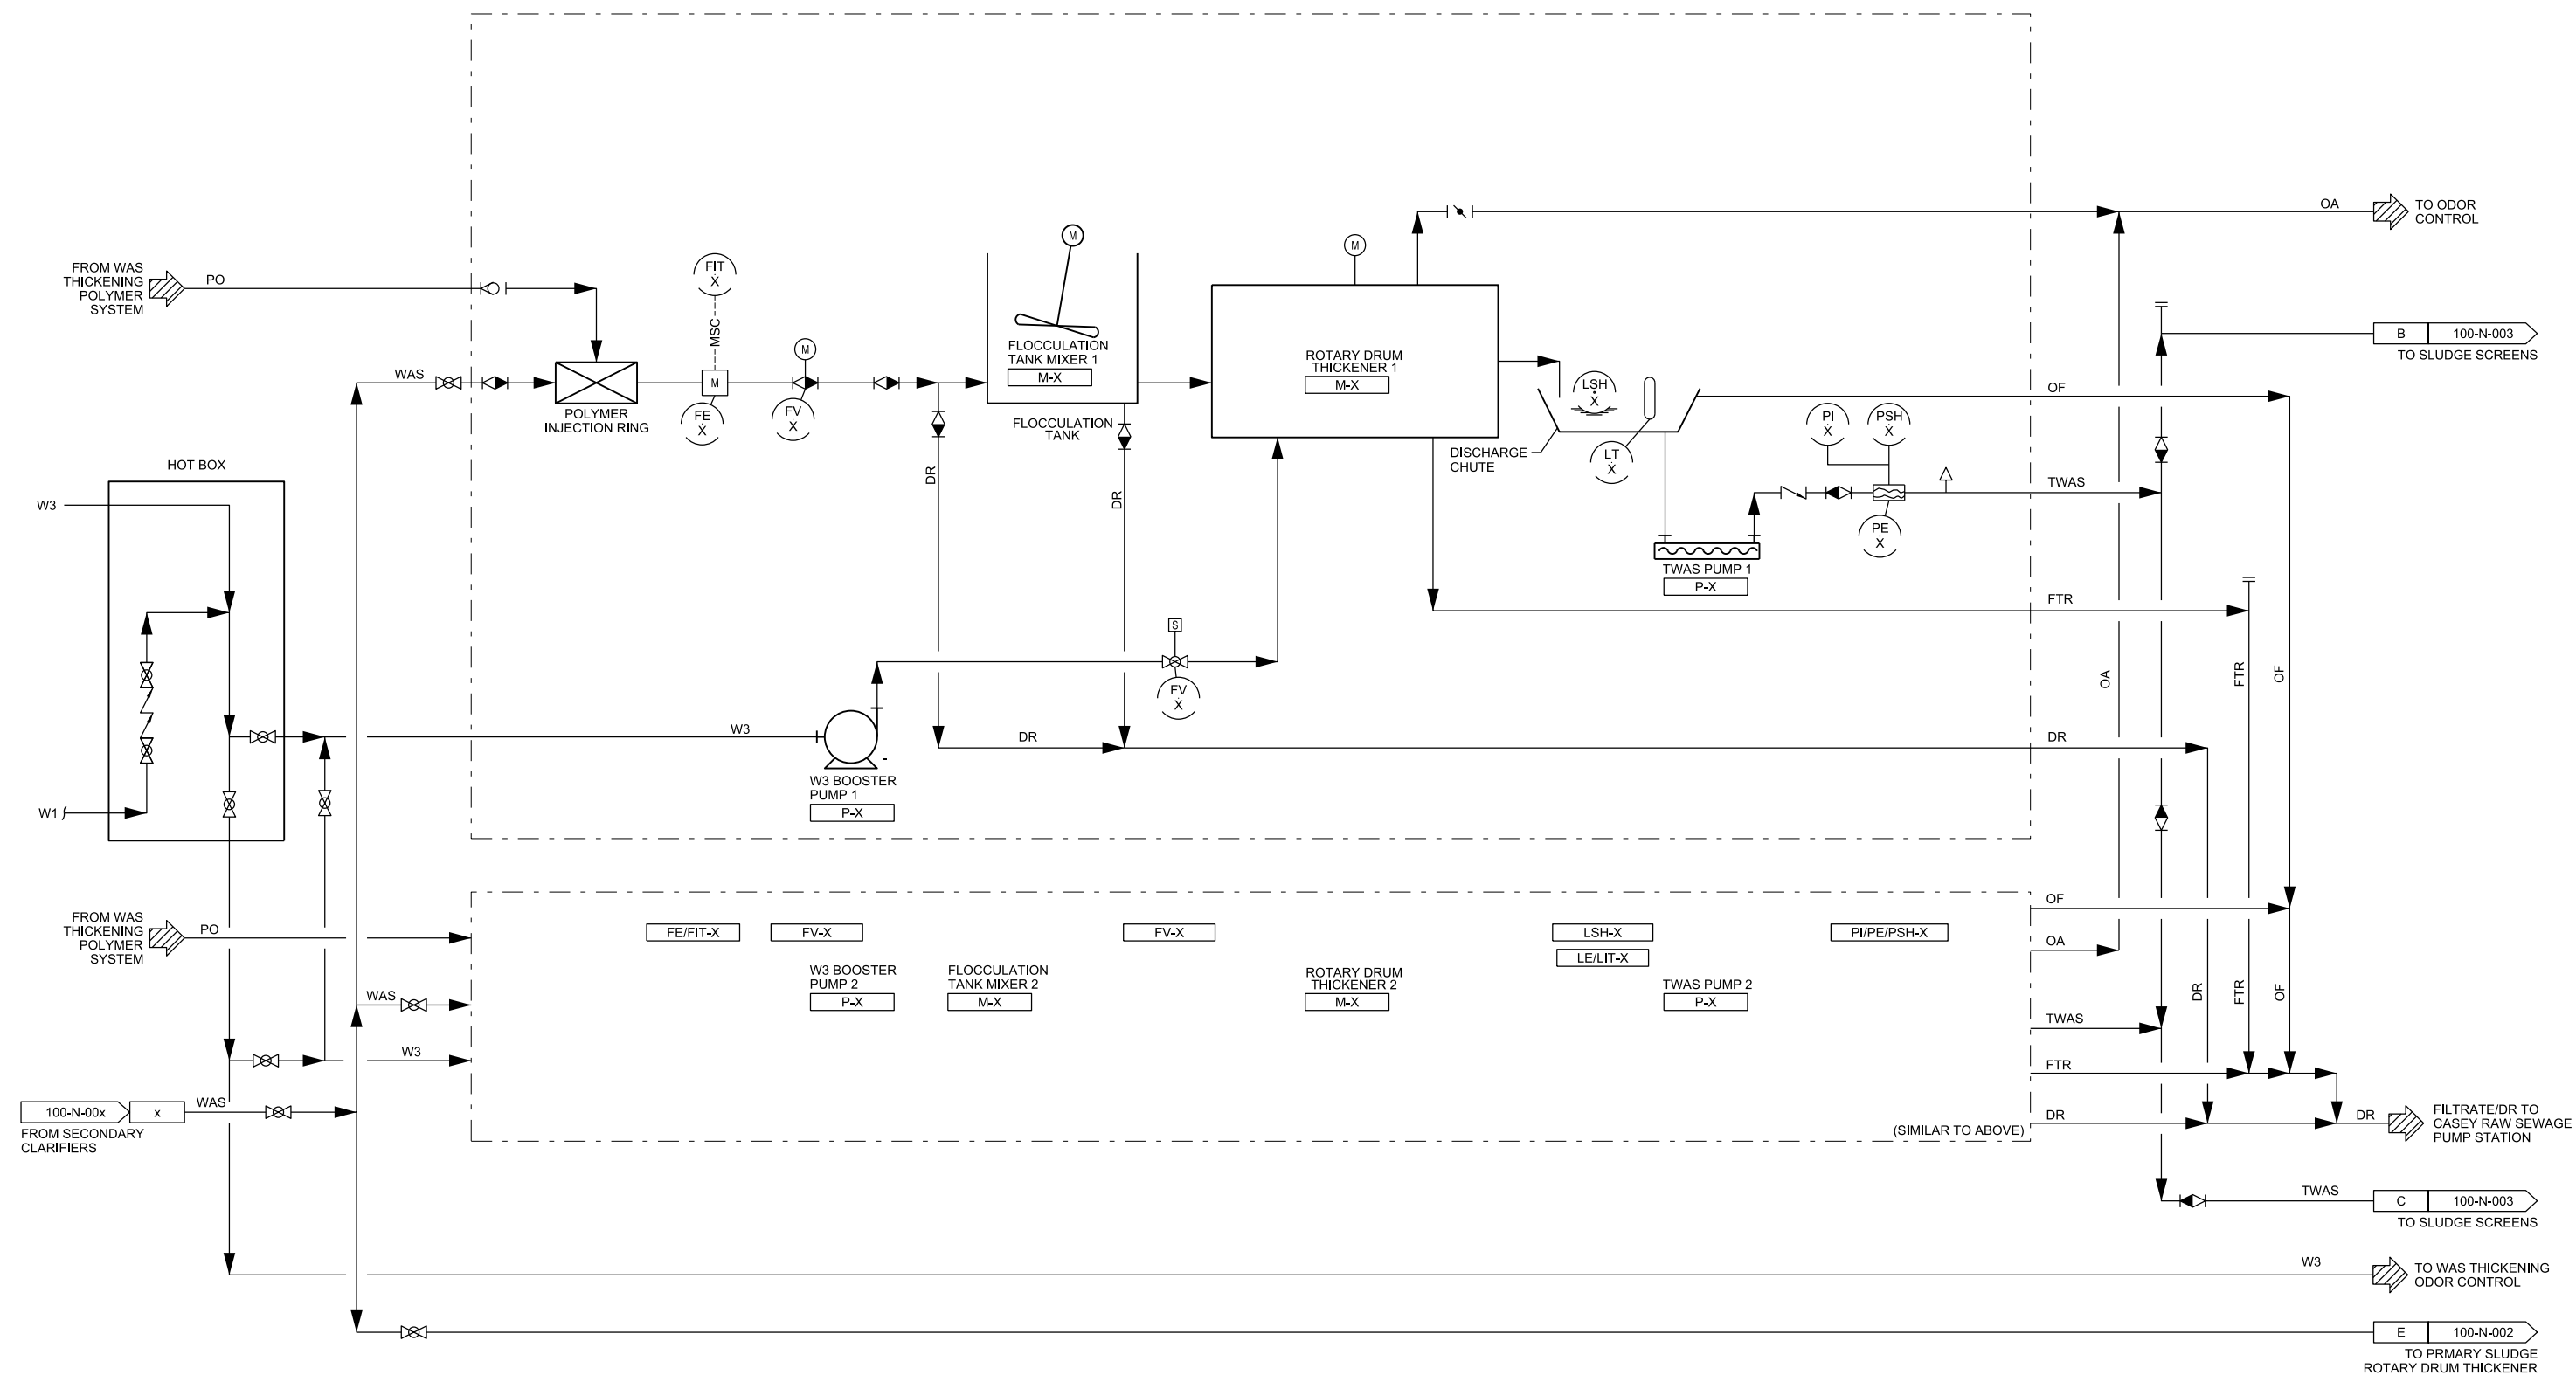 OA
TO ODOR
CONTROL
FROM WAS
THICKENING
POLYMER
SYSTEM
PO
FIT
X
MSC
M
M
M
M
FE
X
FV
X
WAS
POLYMER
INJECTION RING
FLOCCULATION
TANK MIXER 1
M-X
FLOCCULATION
TANK
ROTARY DRUM
THICKENER 1
M-X
LSH
X
LT
X
DISCHARGE
CHUTE
PI
X
PSH
X
PE
X
B
100-N-003
TO SLUDGE SCREENS
OF
TWAS
TWAS PUMP 1
P-X
HOT BOX
W3
W1
DR
DR
FTR
S
FV
X
W3
W3 BOOSTER
PUMP 1
P-X
DR
DR
OA
FTR
OF
FROM WAS
THICKENING
POLYMER
SYSTEM
PO
FE/FIT-X
FV-X
FV-X
LSH-X
LE/LIT-X
PI/PE/PSH-X
OF
OA
W3 BOOSTER
PUMP 2
P-X
FLOCCULATION
TANK MIXER 2
M-X
ROTARY DRUM
THICKENER 2
M-X
TWAS PUMP 2
P-X
WAS
W3
TWAS
DR
FTR
OF
FTR
DR
(SIMILAR TO ABOVE)
100-N-00x
x
WAS
FROM SECONDARY
CLARIFIERS
DR
FILTRATE/DR TO
CASEY RAW SEWAGE
PUMP STATION
TWAS
C
100-N-003
TO SLUDGE SCREENS
W3
TO WAS THICKENING
ODOR CONTROL
E
100-N-002
TO PRMARY SLUDGE
ROTARY DRUM THICKENER